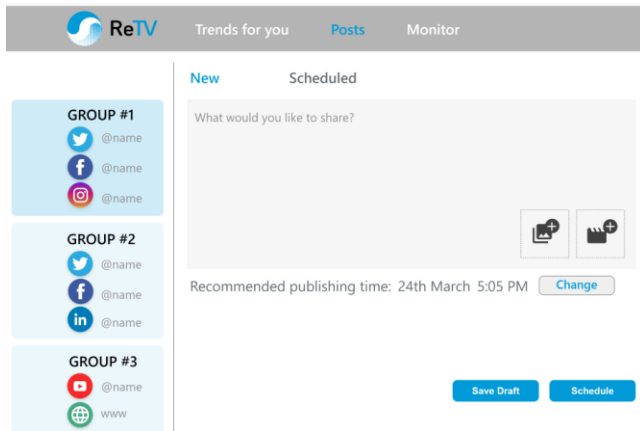 ReTV Trends for you Posts Monitor
New Scheduled
GROUP #1
@name
@name
@name
GROUP #2
@name
@name
in @name
GROUP #3
@name
www
What would you like to share?
Recommended publishing time: 24th March 5:05 PM Change
Save Draft Schedule